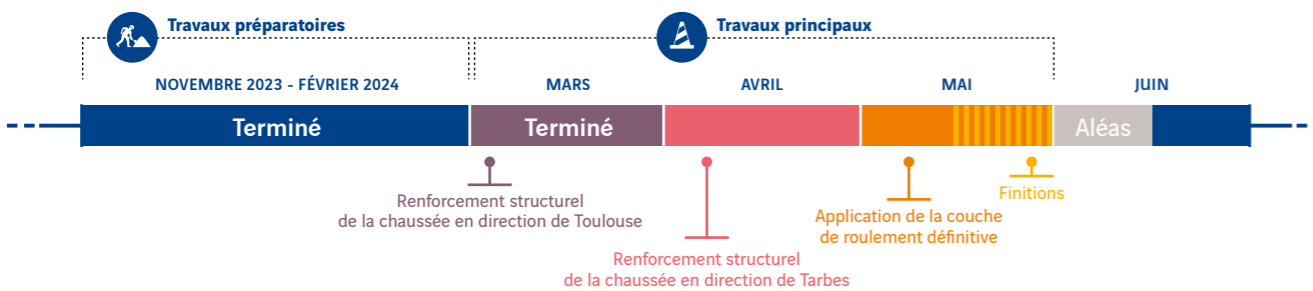 Travaux préparatoires
Travaux principaux
NOVEMBRE 2023 - FÉVRIER 2024
MARS
AVRIL
MAI
JUIN
Terminé
Terminé
Aléas
Renforcement structurel
de la chaussée en direction de Toulouse
Renforcement structurel
de la chaussée en direction de Tarbes
Application de la couche
de roulement définitive
Finitions